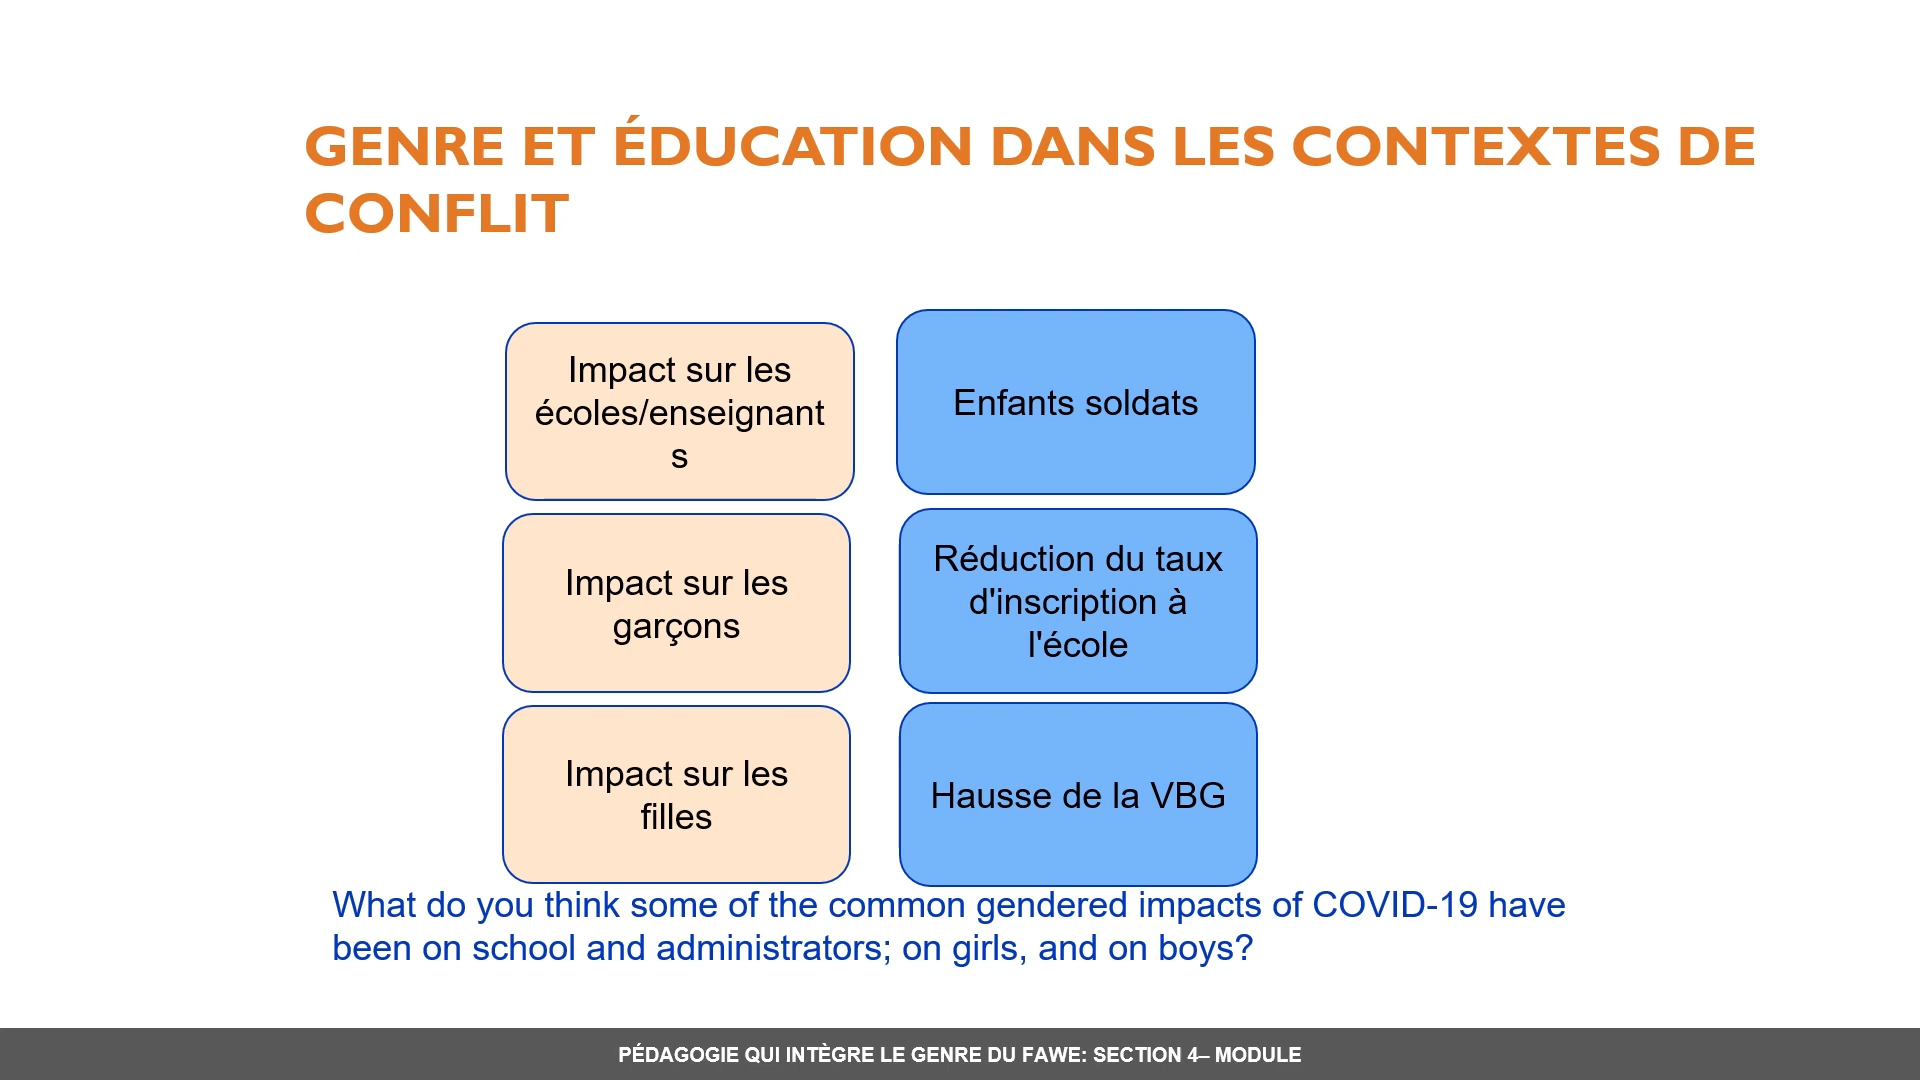 GENRE ET ÉDUCATION DANS LES CONTEXTES DE
CONFLIT
Impact sur les
écoles/enseignant
s
Enfants soldats
Impact sur les
garçons
Réduction du taux
d'inscription à
l'école
Impact sur les
filles
Hausse de la VBG
What do you think some of the common gendered impacts of COVID-19 have
been on school and administrators; on girls, and on boys?
PÉDAGOGIE QUI INTÈGRE LE GENRE DU FAWE: SECTION 4– MODULE